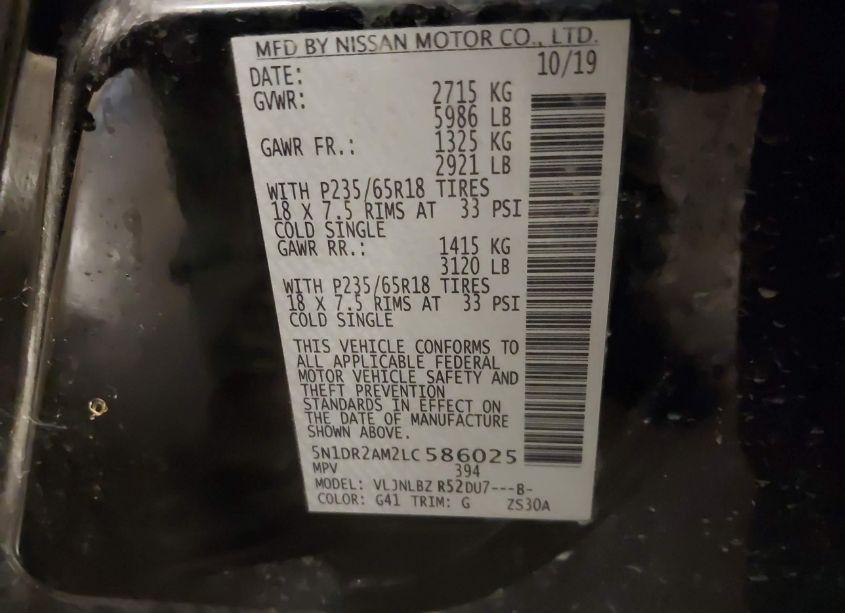 MFD BY NISSAN MOTOR CO., LTD.
DATE: 10/19
GVWR: 2715 KG
5986 LB
GAWR FR.: 1325 KG
2921 LB
WITH P235/65R18 TIRES
18 X 7.5 RIMS AT 33 PSI
COLD SINGLE
GAWR RR.: 1415 KG
3120 LB
WITH P235/65R18 TIRES
18 X 7.5 RIMS AT 33 PSI
COLD SINGLE
THIS VEHICLE CONFORMS TO
ALL APPLICABLE FEDERAL
MOTOR VEHICLE SAFETY AND
THEFT PREVENTION
STANDARDS IN EFFECT ON
THE DATE OF MANUFACTURE
SHOWN ABOVE.
5N1DR2AM2LC586025
MPV 394
MODEL: VLJNLBZ R52DU7---B-
COLOR: G41 TRIM: G ZS30A